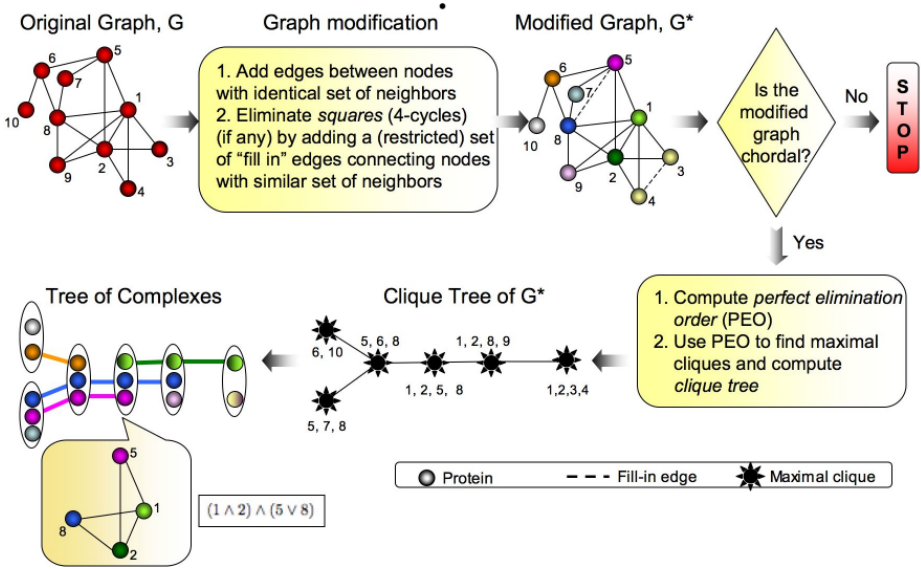 Original Graph, G
Graph modification
Modified Graph, G*
5
6
7
1
10
8
2
3
9
4
1. Add edges between nodes
with identical set of neighbors
2. Eliminate squares (4-cycles)
(if any) by adding a (restricted) set
of “fill in” edges connecting nodes
with similar set of neighbors
5
6
7
1
10
8
2
3
9
4
Is the
modified
graph
chordal?
No
S
T
O
P
Yes
1. Compute perfect elimination
order (PEO)
2. Use PEO to find maximal
cliques and compute
clique tree
Clique Tree of G*
6, 10
5, 6, 8
1, 2, 8, 9
5, 7, 8
1, 2, 5, 8
1,2,3,4
Tree of Complexes
5
1
8
2
(1 ∧ 2) ∧ (5 ∨ 8)
Protein
Fill-in edge
Maximal clique